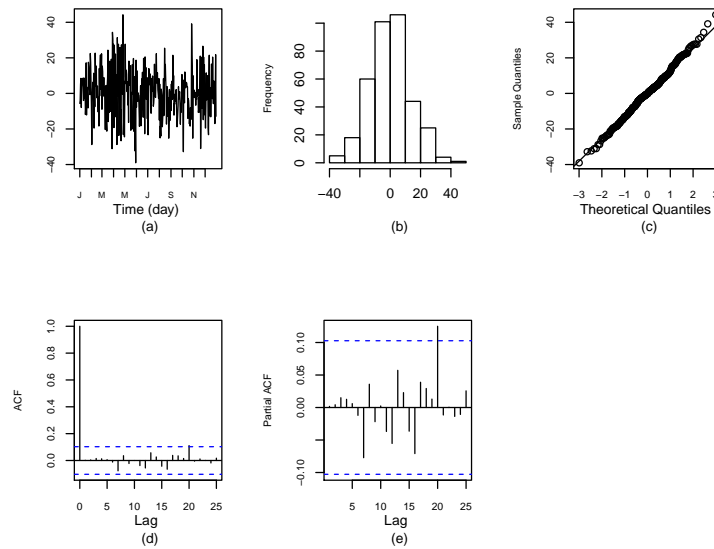 40
20
0
−20
−40
J M M J S N
Time (day)
(a)
Frequency
80
60
40
20
0
−40 0 20 40
(b)
Sample Quantiles
40
20
0
−20
−40
−3 −2 −1 0 1 2 3
Theoretical Quantiles
(c)
ACF
1.0
0.8
0.6
0.4
0.2
0.0
0 5 10 15 20 25
Lag
(d)
Partial ACF
0.10
0.05
0.00
−0.10
5 10 15 20 25
Lag
(e)